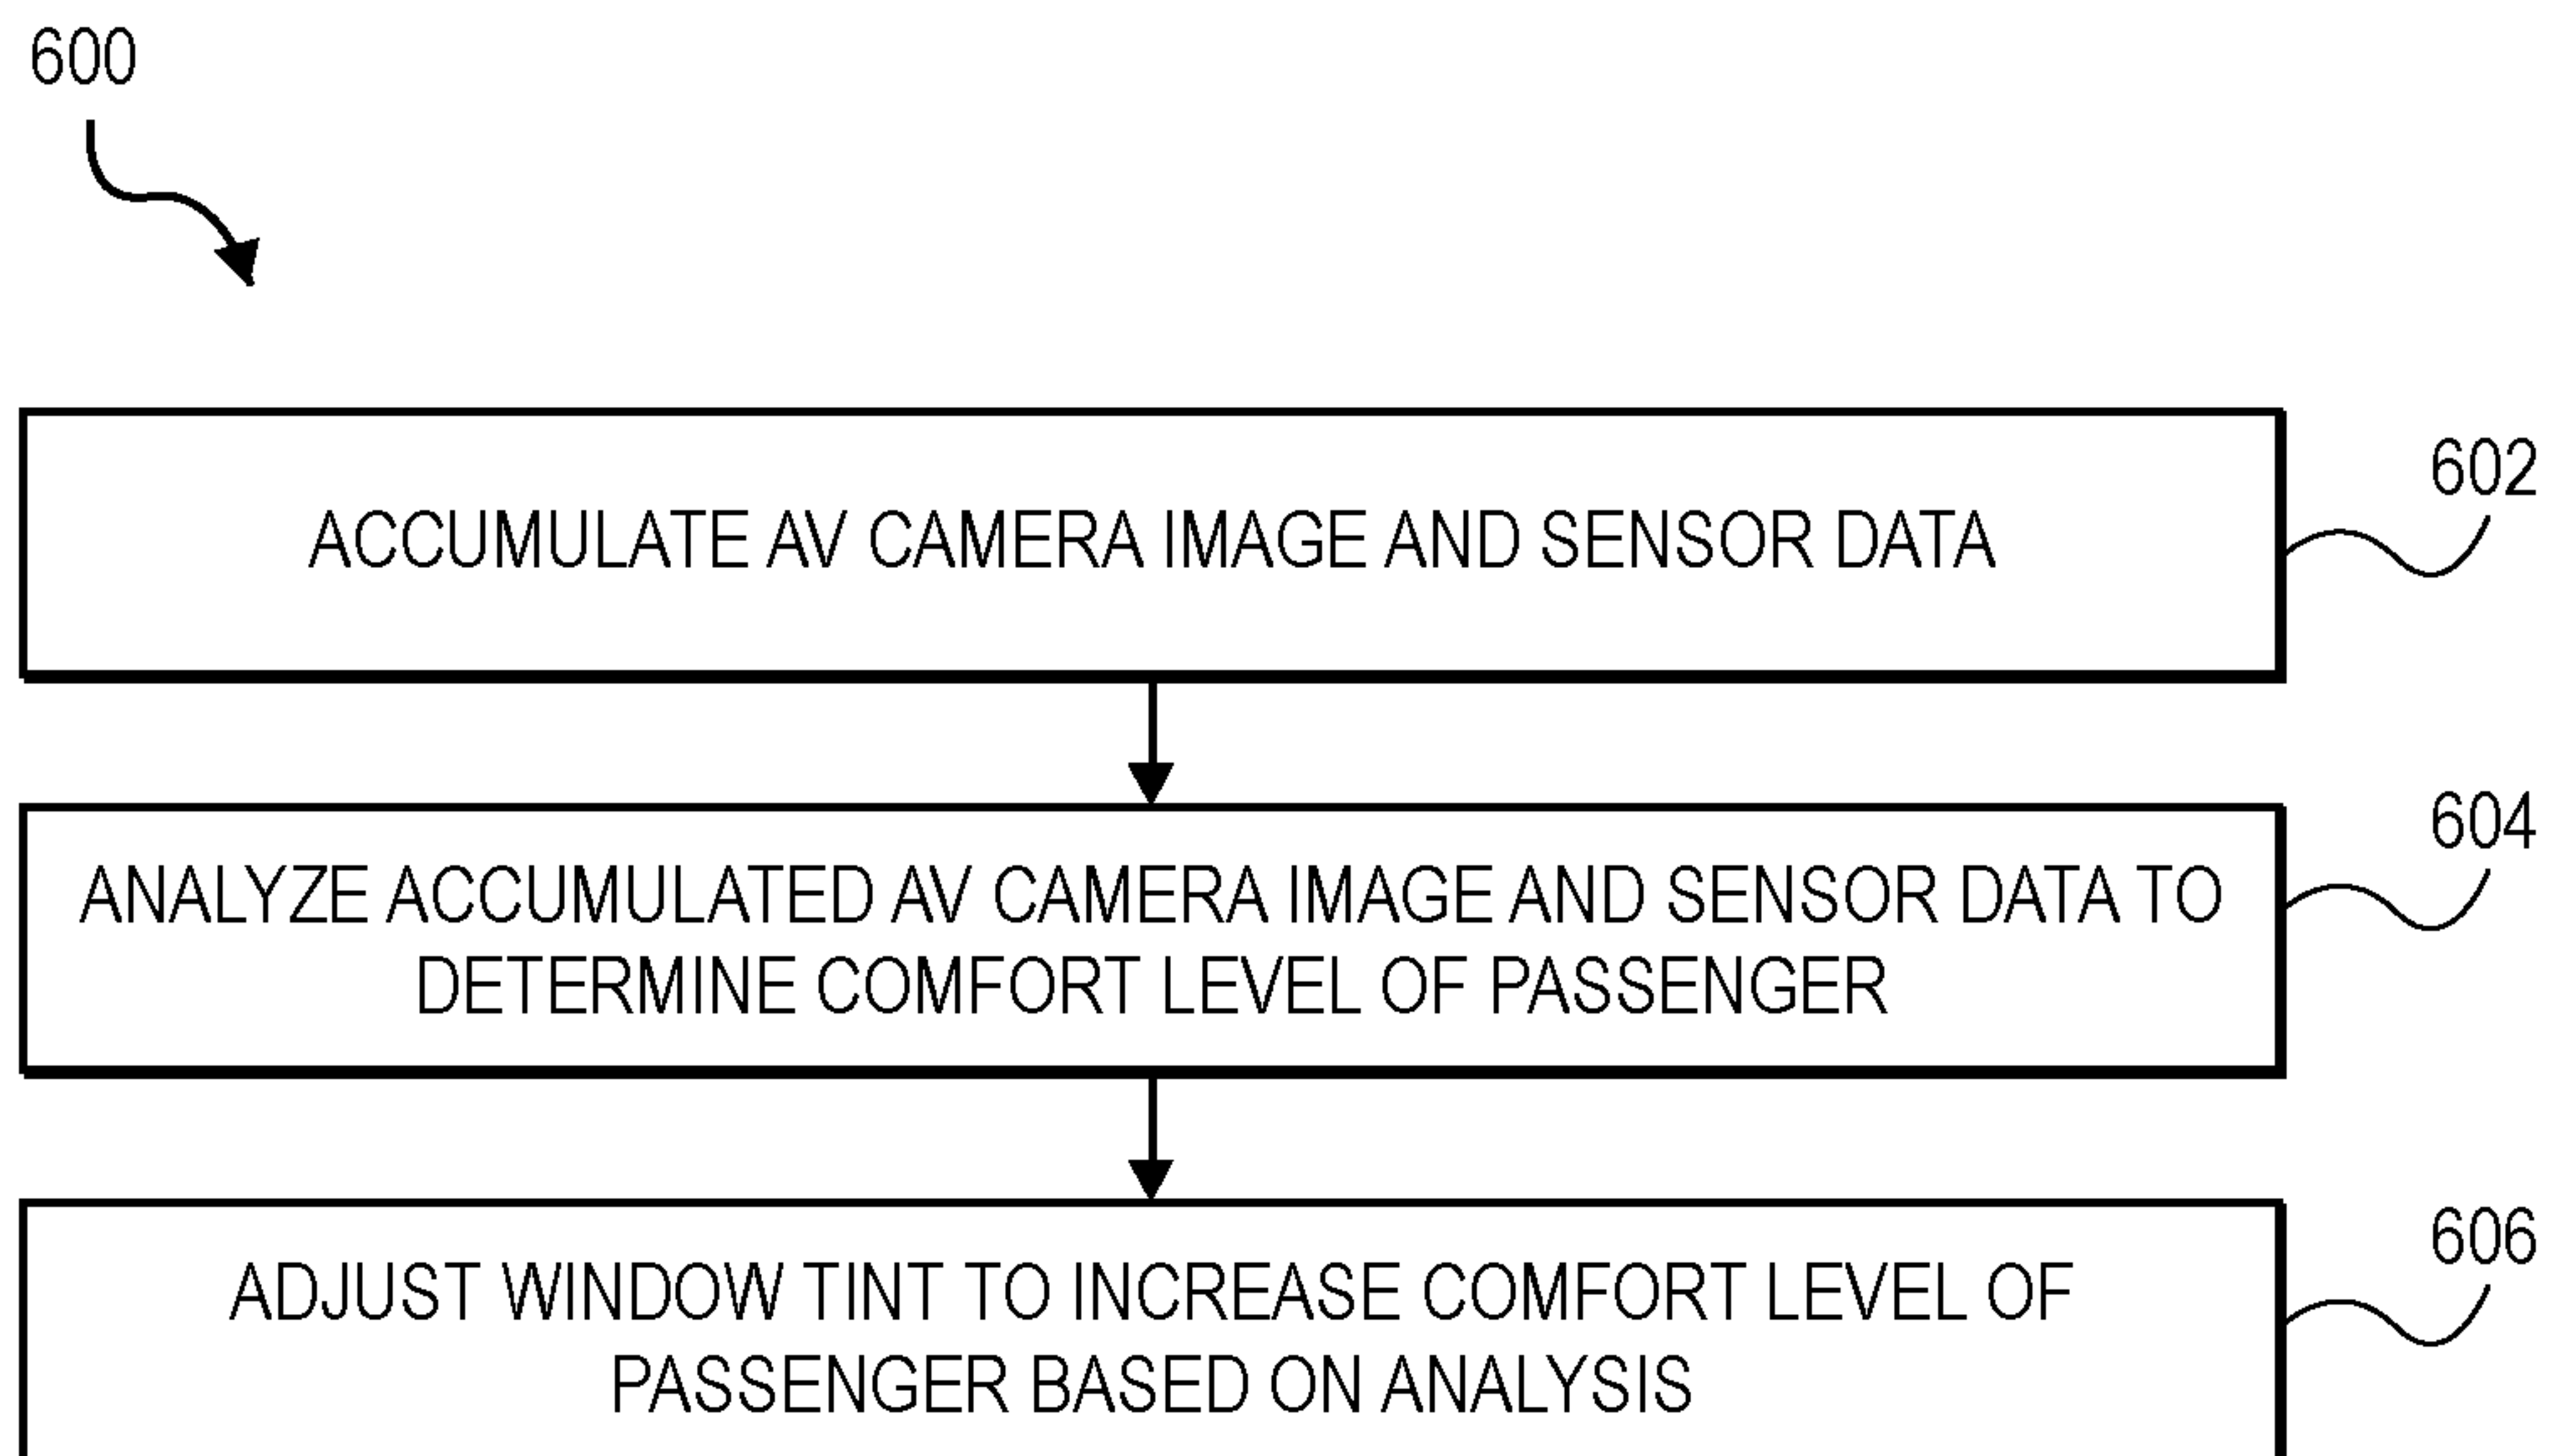 600
ACCUMULATE AV CAMERA IMAGE AND SENSOR DATA
602
ANALYZE ACCUMULATED AV CAMERA IMAGE AND SENSOR DATA TO
DETERMINE COMFORT LEVEL OF PASSENGER
604
ADJUST WINDOW TINT TO INCREASE COMFORT LEVEL OF
PASSENGER BASED ON ANALYSIS
606